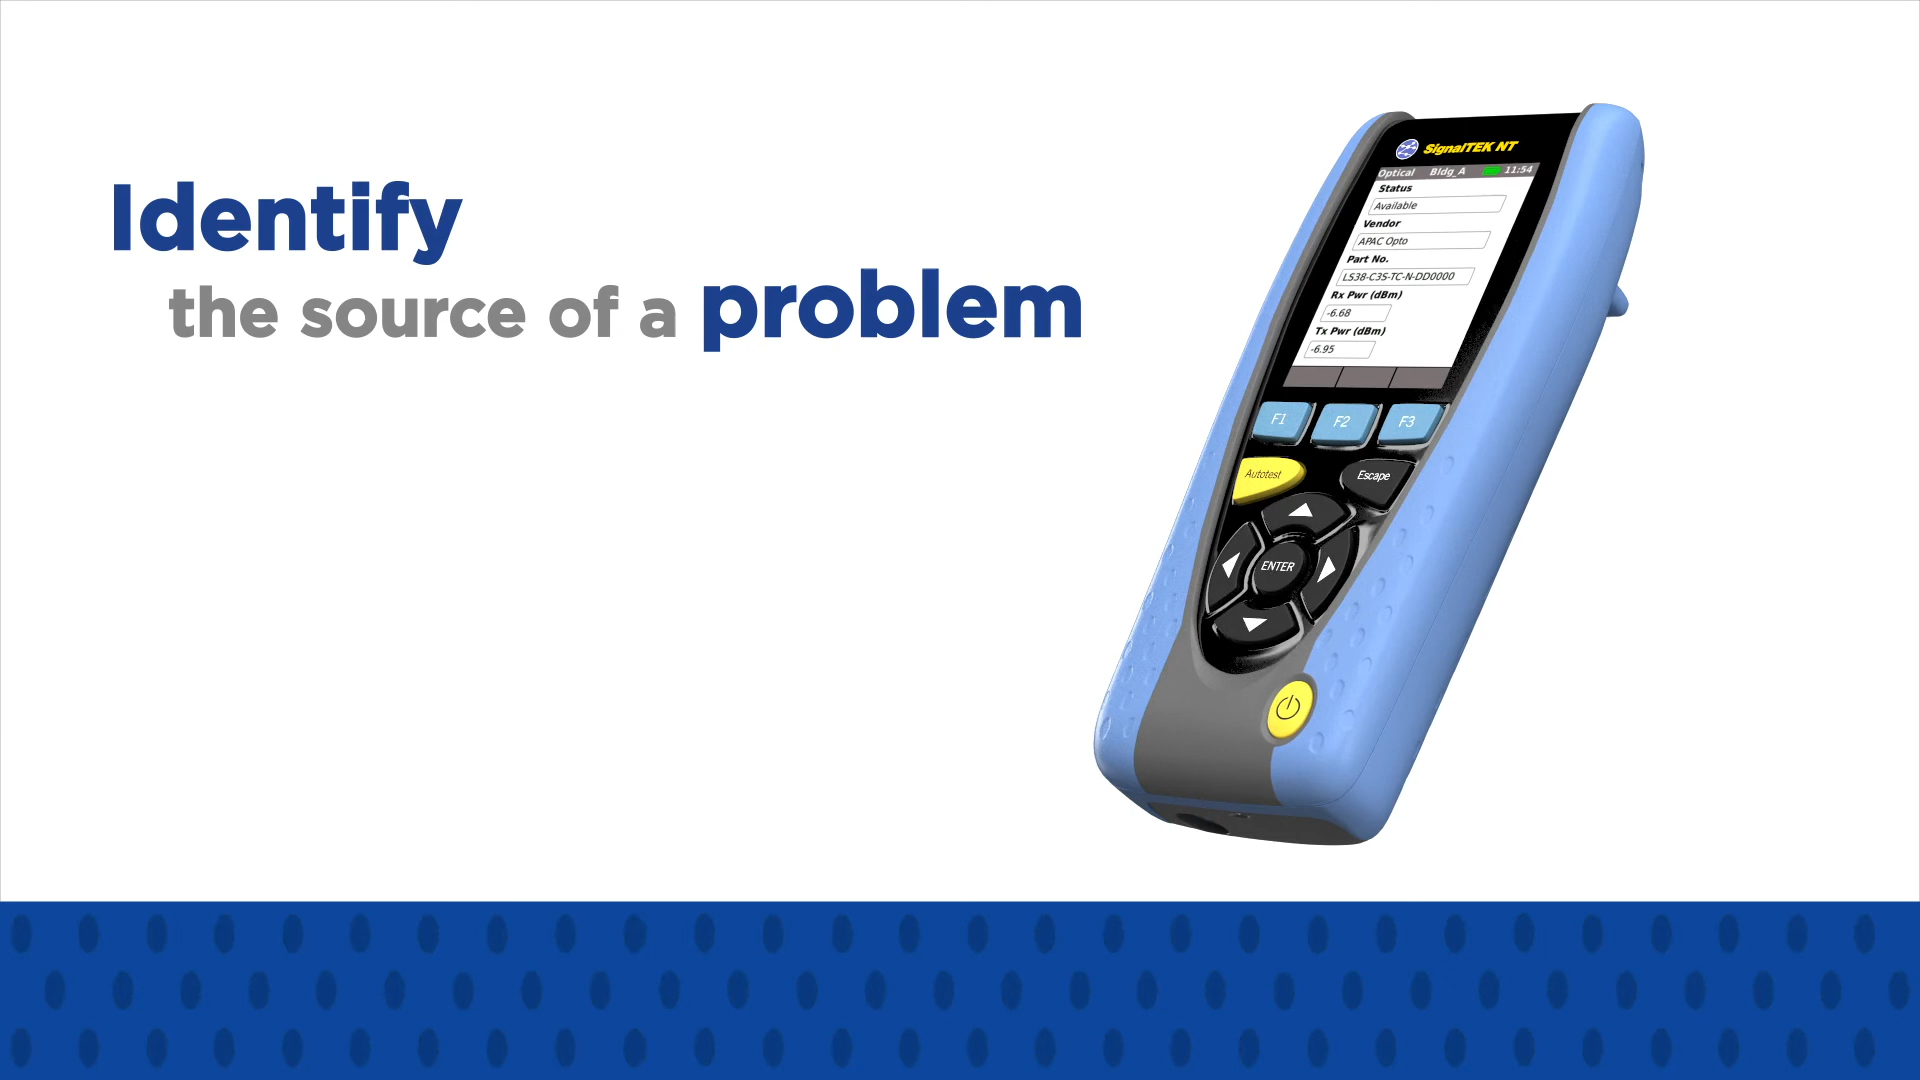 Identify
the source of a problem
SignalTEK NT
Optical Bldg_A 11:54
Status
Available
Vendor
APAC Opto
Part No.
LS38-C3S-TC-N-DD0000
Rx Pwr (dBm)
-6.68
Tx Pwr (dBm)
-6.95
F1 F2 F3
Autotest Escape
ENTER